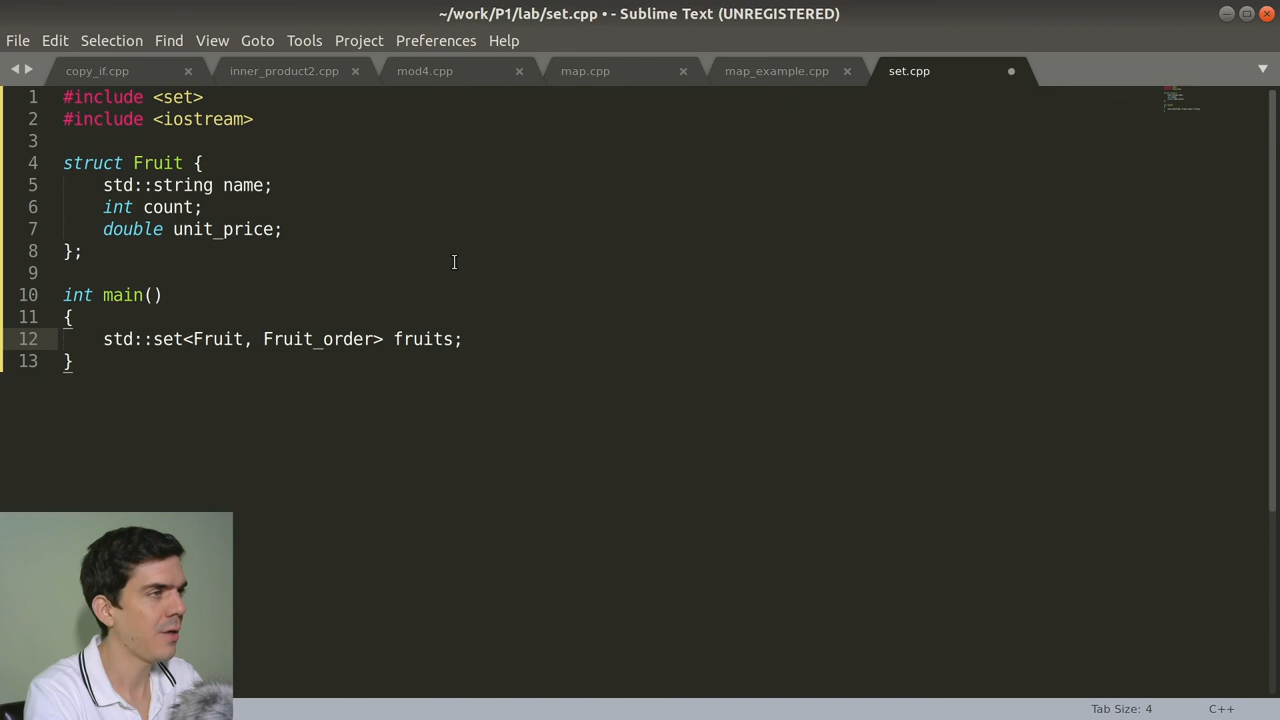 ~/work/P1/lab/set.cpp • - Sublime Text (UNREGISTERED)
File Edit Selection Find View Goto Tools Project Preferences Help
copy_if.cpp inner_product2.cpp mod4.cpp map.cpp map_example.cpp set.cpp
1 #include <set>
2 #include <iostream>
3
4 struct Fruit {
5     std::string name;
6     int count;
7     double unit_price;
8 };
9
10 int main()
11 {
12     std::set<Fruit, Fruit_order> fruits;
13 }
Tab Size: 4 C++